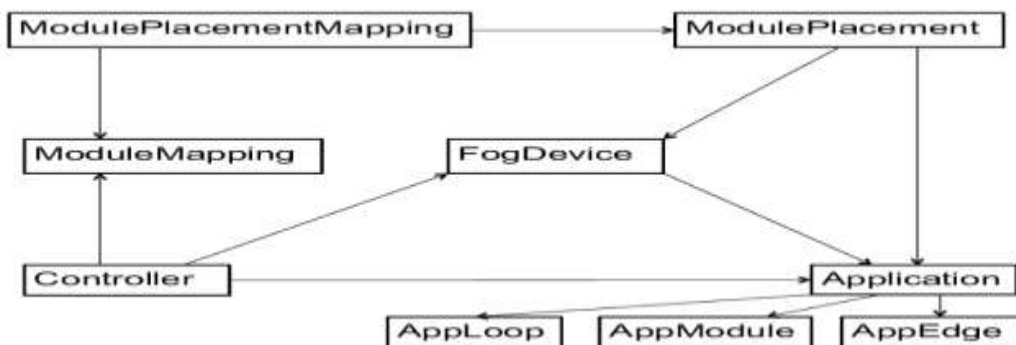 ModulePlacementMapping
ModulePlacement
ModuleMapping
FogDevice
Controller
Application
AppLoop
AppModule
AppEdge